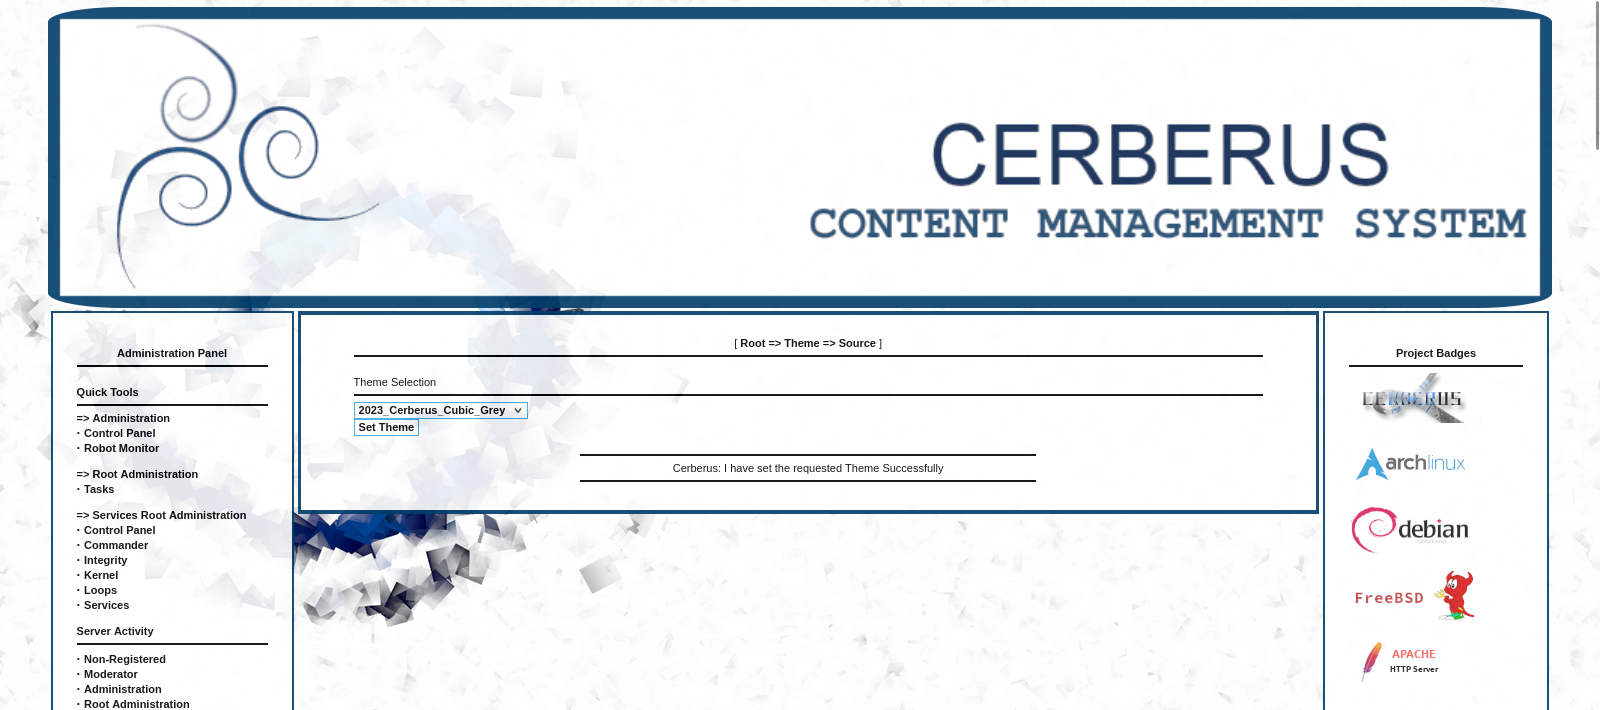 CERBERUS
CONTENT MANAGEMENT SYSTEM
Administration Panel
Quick Tools
=> Administration
· Control Panel
· Robot Monitor
=> Root Administration
· Tasks
=> Services Root Administration
· Control Panel
· Commander
· Integrity
· Kernel
· Loops
· Services
Server Activity
· Non-Registered
· Moderator
· Administration
· Root Administration
[ Root => Theme => Source ]
Theme Selection
2023_Cerberus_Cubic_Grey
Set Theme
Cerberus: I have set the requested Theme Successfully
Project Badges
CERBERUS
archlinux
debian
FreeBSD
APACHE
HTTP Server